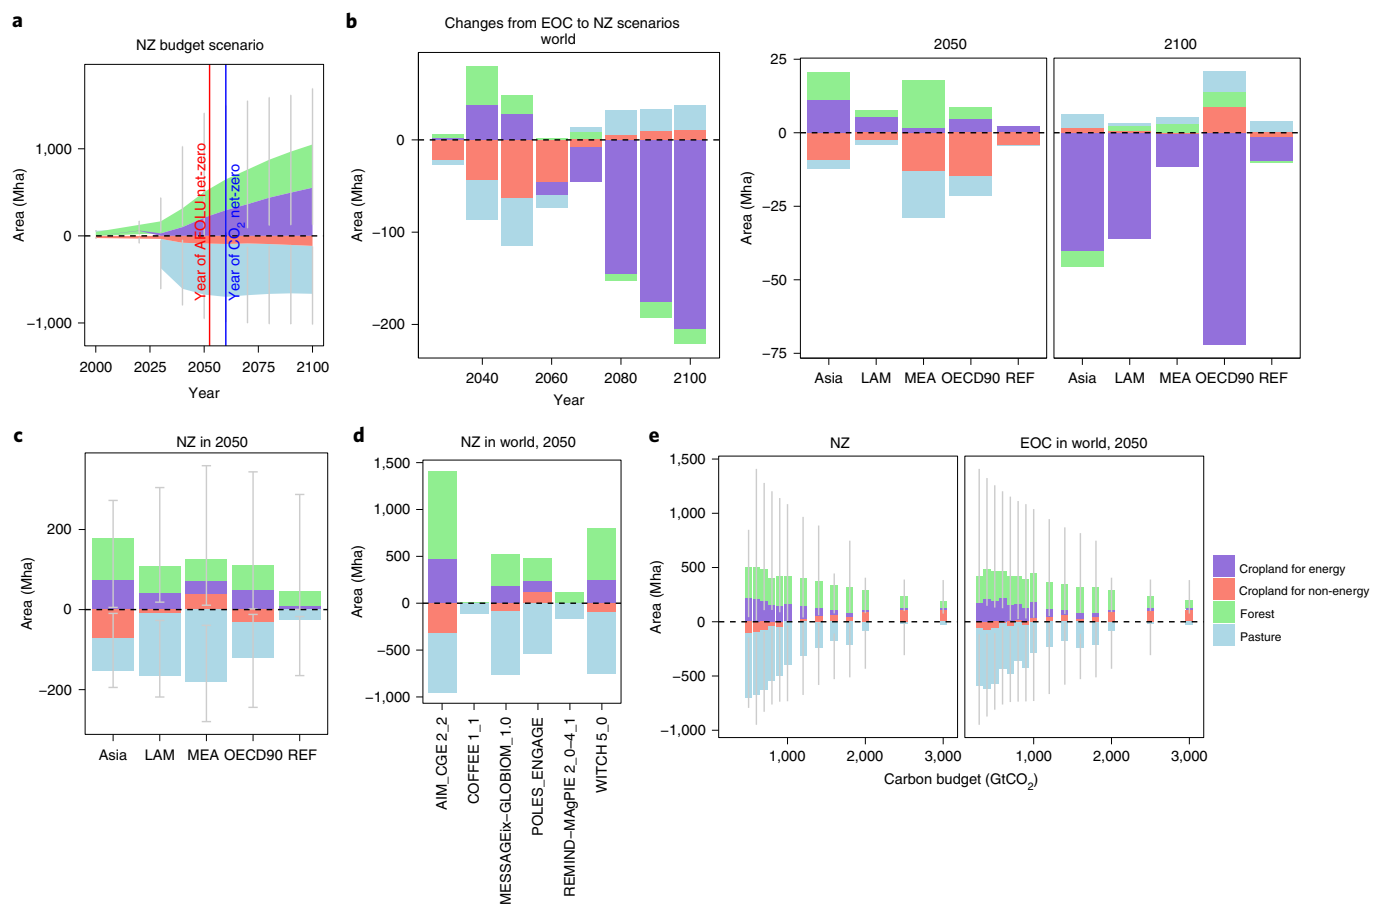 a
NZ budget scenario
Area (Mha)
1,000
0
−1,000
Year of AFOLU net-zero
Year of CO2 net-zero
2000 2025 2050 2075 2100
Year
b
Changes from EOC to NZ scenarios
world
Area (Mha)
0
−100
−200
2040 2060 2080 2100
Year
2050 2100
Area (Mha)
25
0
−25
−50
−75
Asia LAM MEA OECD90 REF Asia LAM MEA OECD90 REF
c
NZ in 2050
Area (Mha)
200
0
−200
Asia LAM MEA OECD90 REF
d
NZ in world, 2050
Area (Mha)
1,500
1,000
500
0
−500
−1,000
AIM_CGE 2_2
COFFEE 1_1
MESSAGEix−GLOBIOM_1.0
POLES_ENGAGE
REMIND−MAgPIE 2_0−4_1
WITCH 5_0
e
NZ EOC in world, 2050
Area (Mha)
1,500
1,000
500
0
−500
−1,000
1,000 2,000 3,000 1,000 2,000 3,000
Carbon budget (GtCO2)
Cropland for energy
Cropland for non-energy
Forest
Pasture